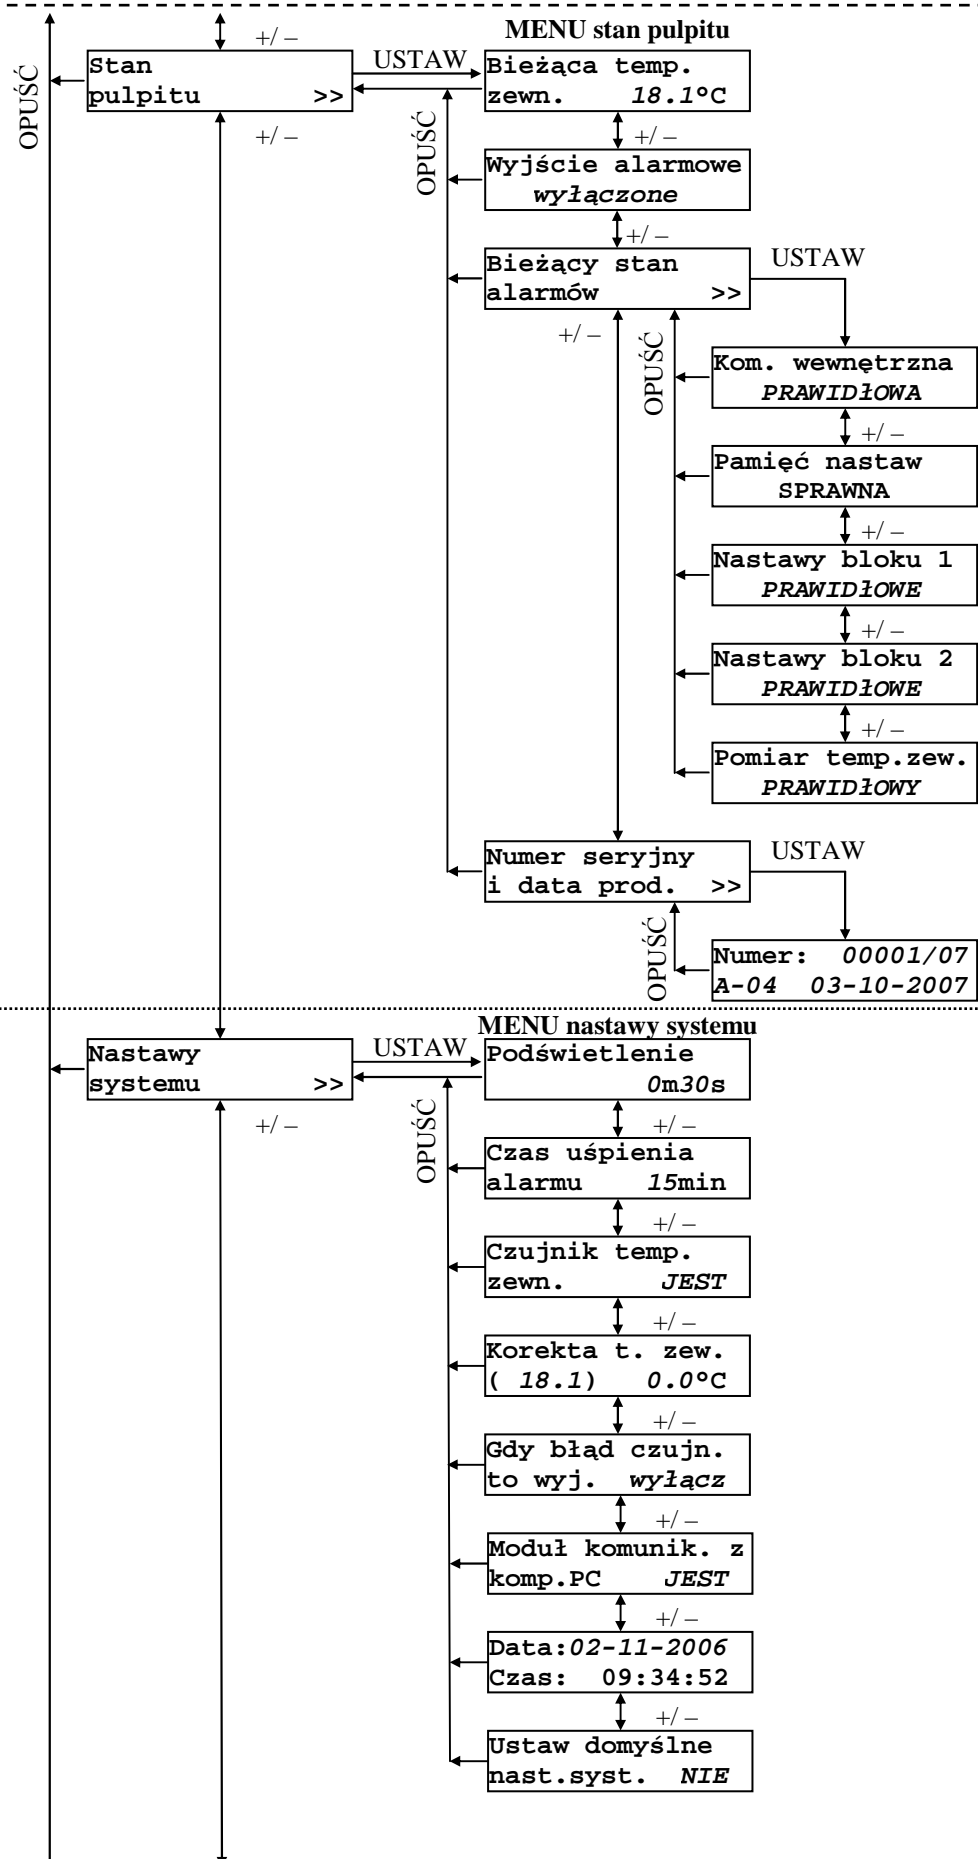 MENU stan pulpitu
+/–
OPUŚĆ
Stan
pulpitu >>
USTAW
Bieżąca temp.
zewn. 18.1°C
+/–
+/–
OPUŚĆ
Wyjście alarmowe
wyłączone
+/–
Bieżący stan
alarmów >>
USTAW
+/–
OPUŚĆ
Kom. wewnętrzna
PRAWIDŁOWA
+/–
Pamięć nastaw
SPRAWNA
+/–
Nastawy bloku 1
PRAWIDŁOWE
+/–
Nastawy bloku 2
PRAWIDŁOWE
+/–
Pomiar temp.zew.
PRAWIDŁOWY
Numer seryjny
i data prod. >>
USTAW
OPUŚĆ
Numer: 00001/07
A-04 03-10-2007
MENU nastawy systemu
Nastawy
systemu >>
USTAW
Podświetlenie
0m30s
+/–
+/–
OPUŚĆ
Czas uśpienia
alarmu 15min
+/–
Czujnik temp.
zewn. JEST
+/–
Korekta t. zew.
( 18.1) 0.0°C
+/–
Gdy błąd czujn.
to wyj. wyłącz
+/–
Moduł komunik. z
komp.PC JEST
+/–
Data:02-11-2006
Czas: 09:34:52
+/–
Ustaw domyślne
nast.syst. NIE